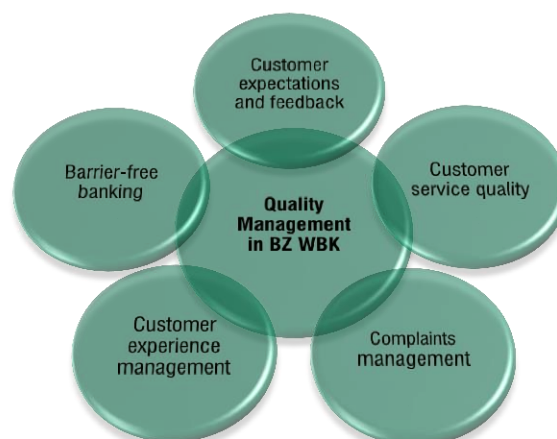 Customer
expectations
and feedback
Barrier-free
banking
Customer
service quality
Quality
Management
in BZ WBK
Customer
experience
management
Complaints
management